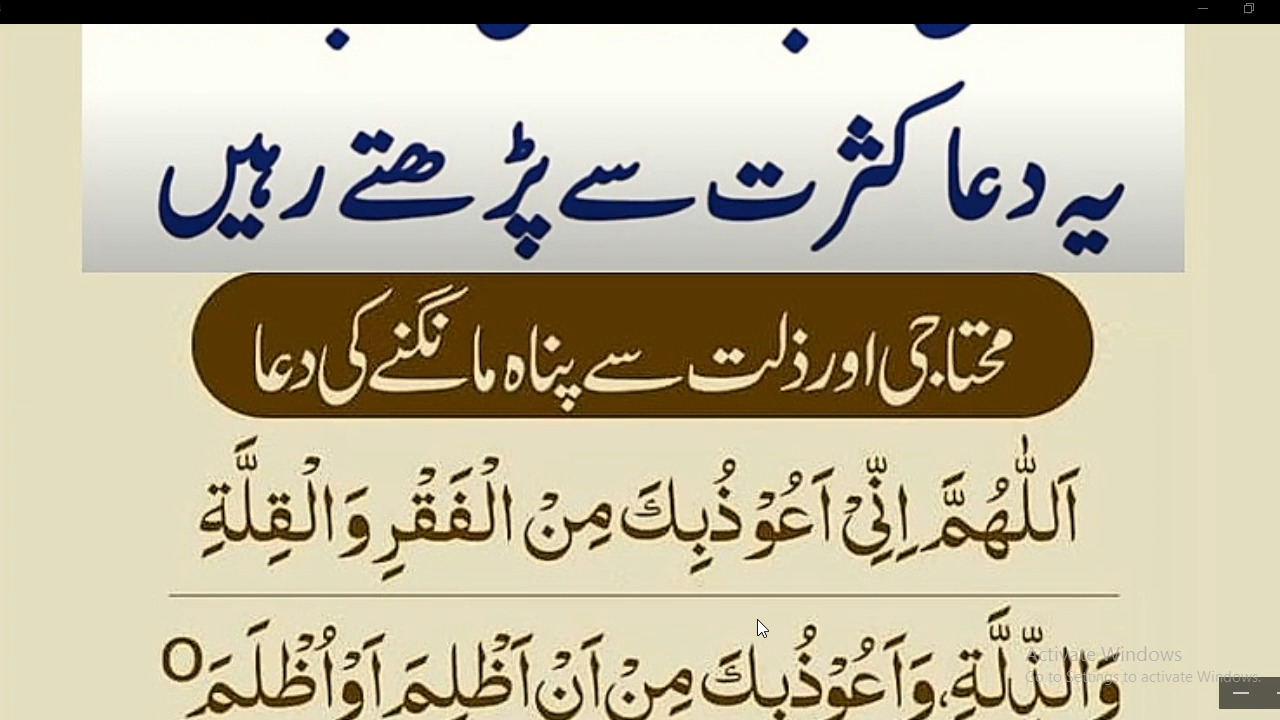 یہ دعا کثرت سے پڑھتے رہیں
محتاجی اور ذلت سے پناہ مانگنے کی دعا
اَللّٰهُمَّ اِنِّیْ اَعُوْذُبِكَ مِنْ الْفَقْرِ وَالْقِلَّةِ
وَالذِّلَّةِ، وَاَعُوْذُبِكَ مِنْ اَنْ اَظْلِمَ اَوْ اُظْلَمَ
Activate Windows
Go to Settings to activate Windows.